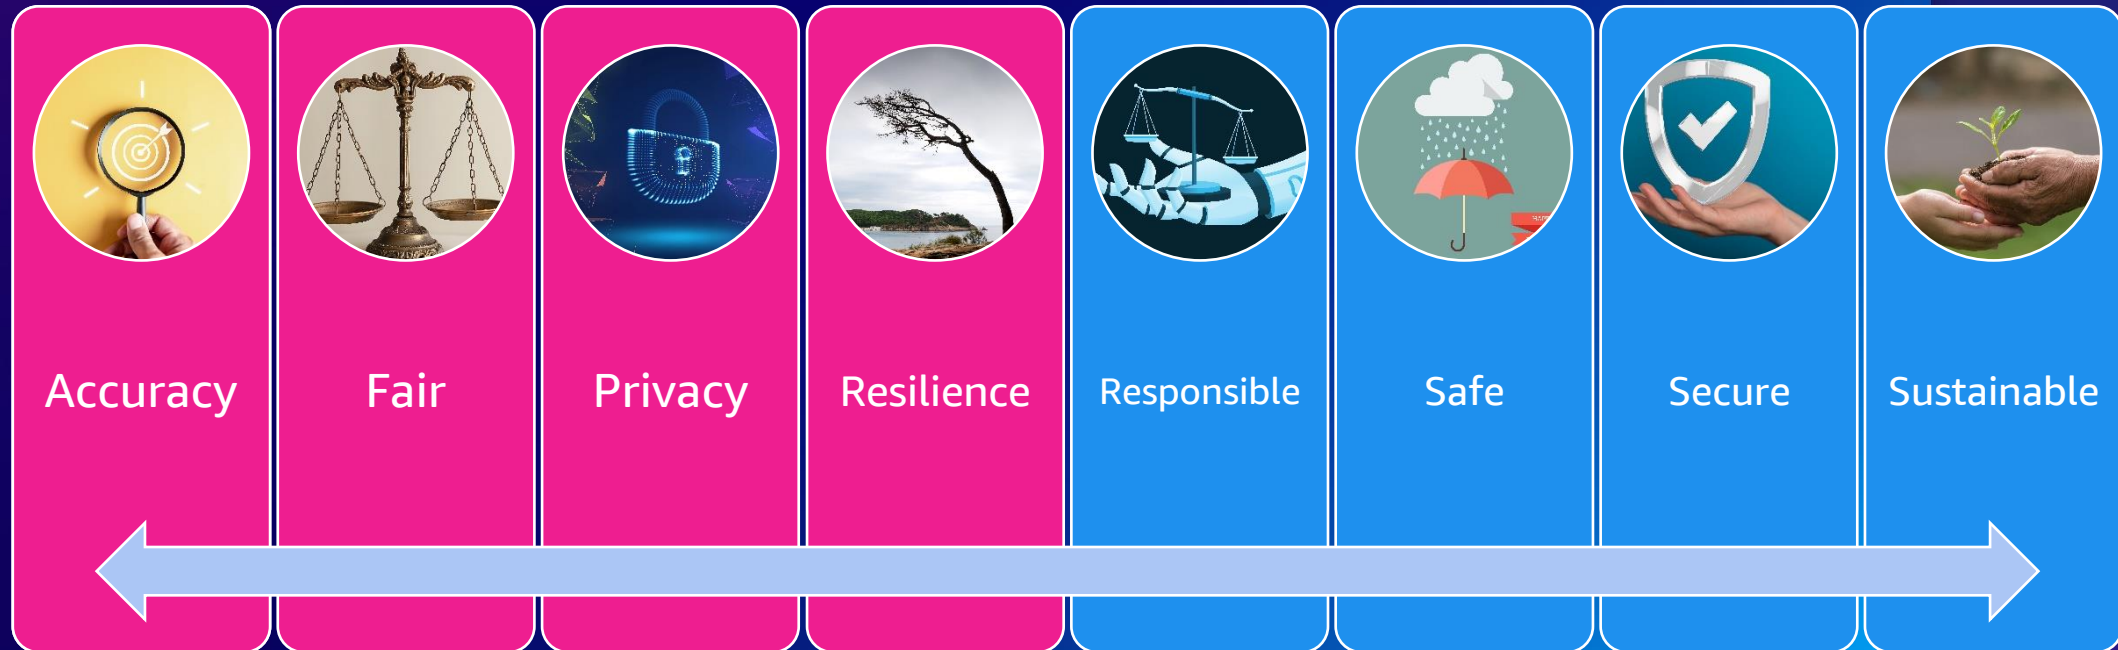 Accuracy
Fair
Privacy
Resilience
Responsible
Safe
Secure
Sustainable